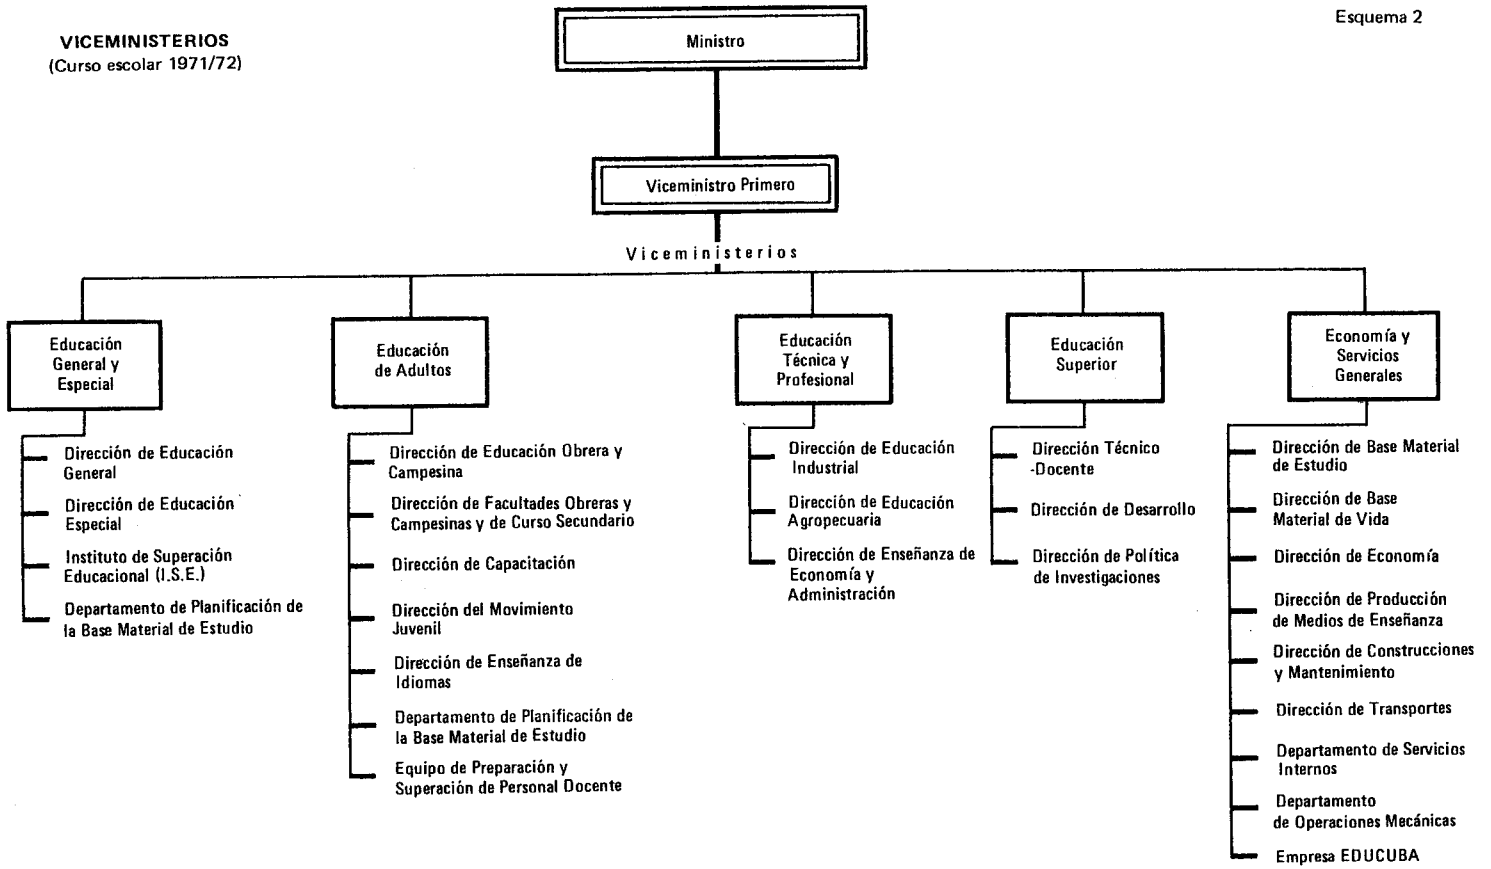 Esquema 2
VICEMINISTERIOS
(Curso escolar 1971/72)
Ministro
Viceministro Primero
Viceministerios
Educación
General y
Especial
Dirección de Educación
General
Dirección de Educación
Especial
Instituto de Superación
Educacional (I.S.E.)
Departamento de Planificación de
la Base Material de Estudio
Educación
de Adultos
Dirección de Educación Obrera y
Campesina
Dirección de Facultades Obreras y
Campesinas y de Curso Secundario
Dirección de Capacitación
Dirección del Movimiento
Juvenil
Dirección de Enseñanza de
Idiomas
Departamento de Planificación de
la Base Material de Estudio
Equipo de Preparación y
Superación de Personal Docente
Educación
Técnica y
Profesional
Dirección de Educación
Industrial
Dirección de Educación
Agropecuaria
Dirección de Enseñanza de
Economía y
Administración
Educación
Superior
Dirección Técnico
-Docente
Dirección de Desarrollo
Dirección de Política
de Investigaciones
Economía y
Servicios
Generales
Dirección de Base Material
de Estudio
Dirección de Base
Material de Vida
Dirección de Economía
Dirección de Producción
de Medios de Enseñanza
Dirección de Construcciones
y Mantenimiento
Dirección de Transportes
Departamento de Servicios
Internos
Departamento
de Operaciones Mecánicas
Empresa EDUCUBA